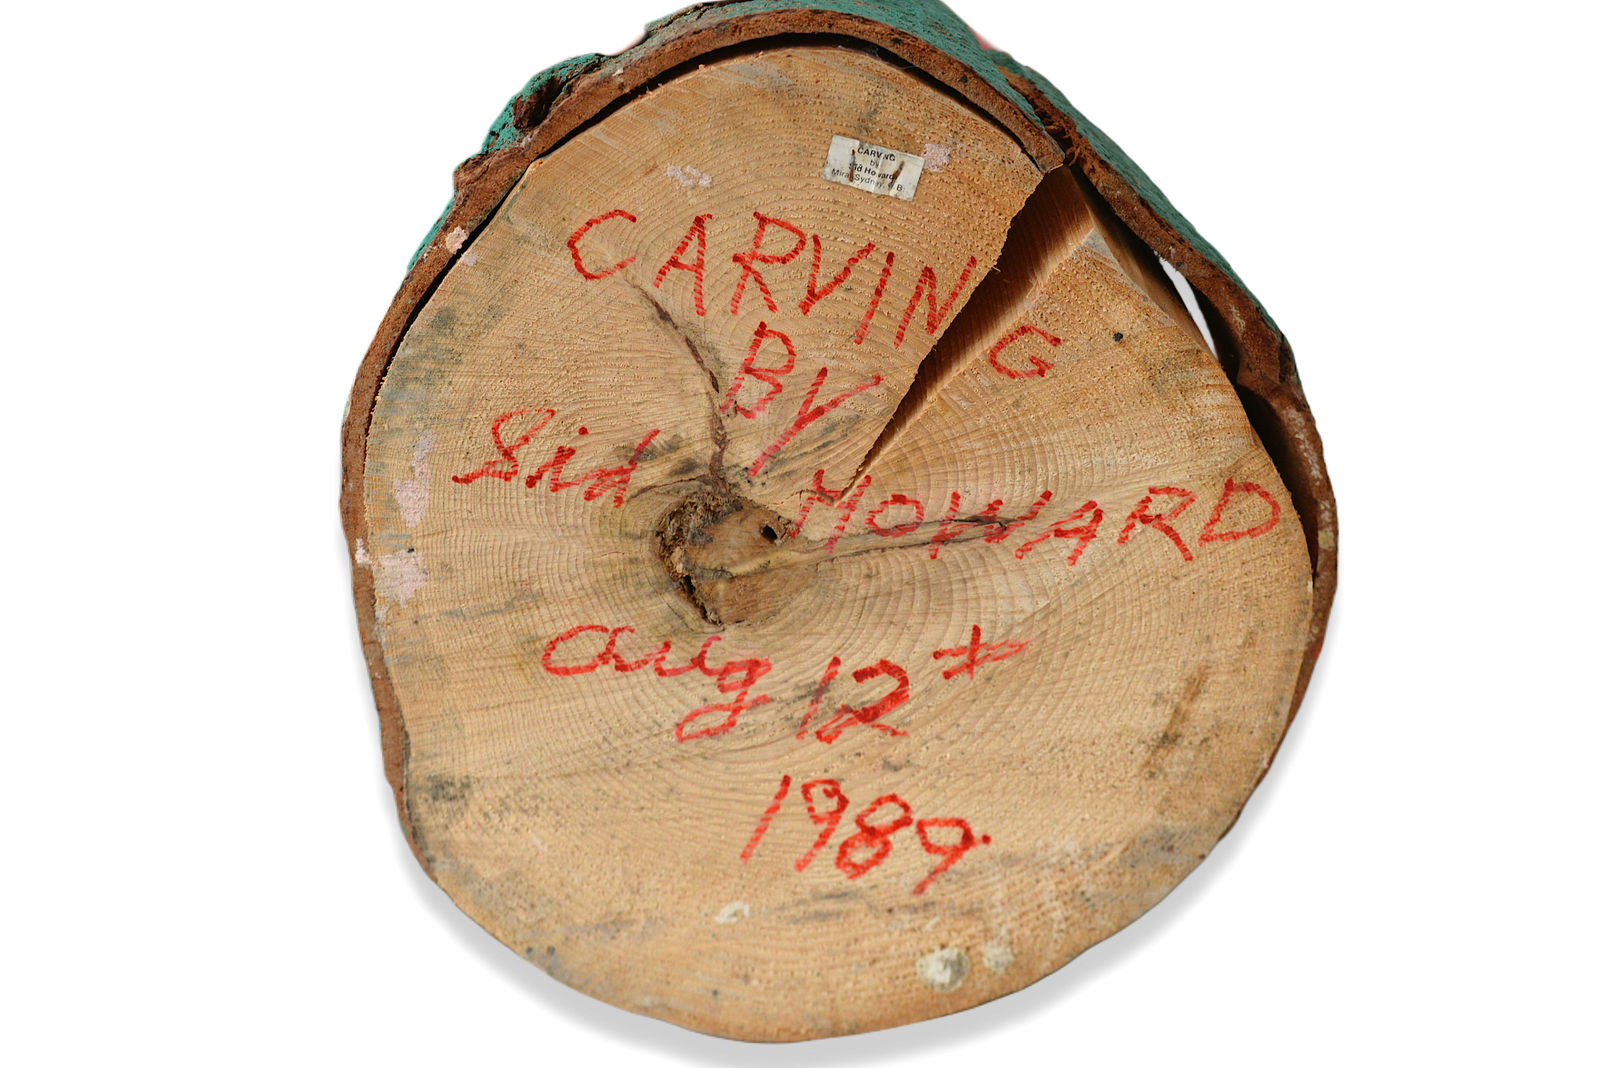 CARVING
by
Sid Howard
Mira, Sydney, C.B.
CARVING
BY
Sid HOWARD
aug 12th
1989